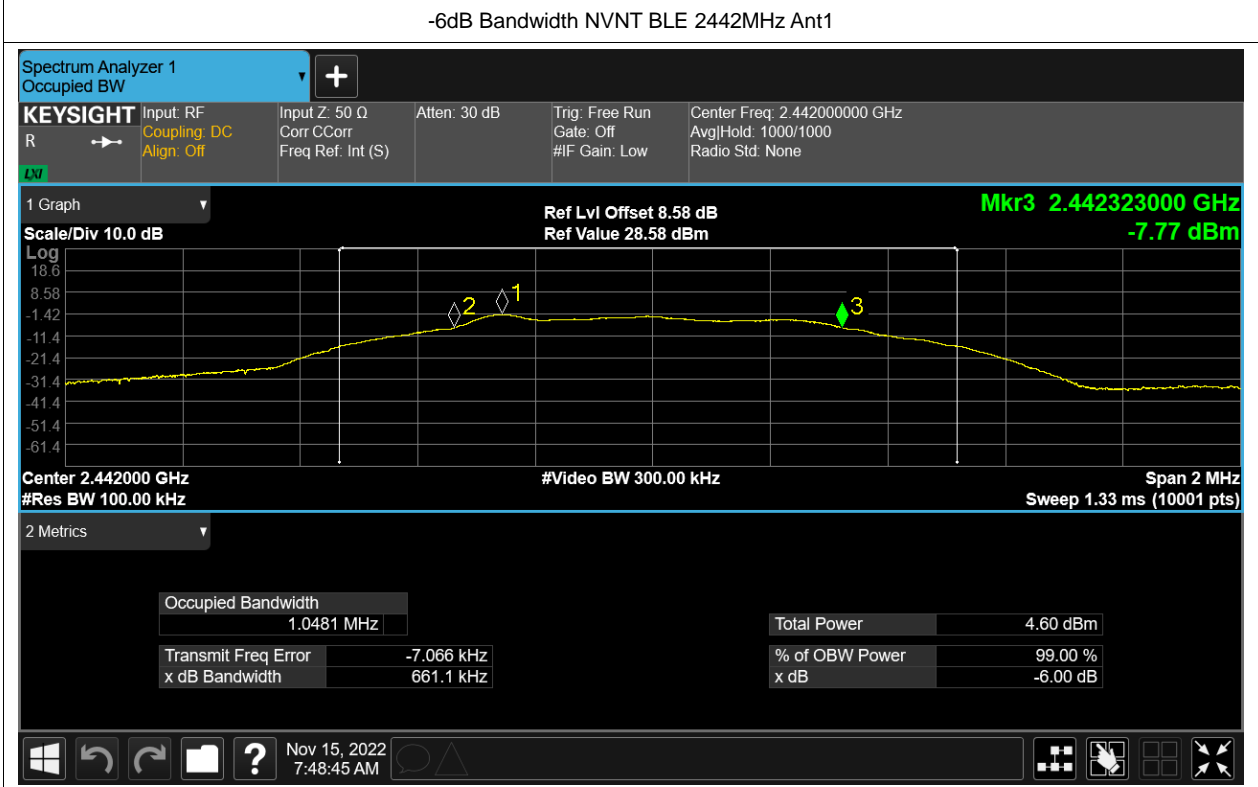 -6dB Bandwidth NVNT BLE 2442MHz Ant1
Spectrum Analyzer 1
Occupied BW
KEYSIGHT
R
LXI
Input: RF
Coupling: DC
Align: Off
Input Z: 50 Ω
Corr CCorr
Freq Ref: Int (S)
Atten: 30 dB
Trig: Free Run
Gate: Off
#IF Gain: Low
Center Freq: 2.442000000 GHz
Avg|Hold: 1000/1000
Radio Std: None
1 Graph
Scale/Div 10.0 dB
Ref Lvl Offset 8.58 dB
Ref Value 28.58 dBm
Mkr3 2.442323000 GHz
-7.77 dBm
Log
18.6
8.58
-1.42
-11.4
-21.4
-31.4
-41.4
-51.4
-61.4
2
1
3
Center 2.442000 GHz
#Res BW 100.00 kHz
#Video BW 300.00 kHz
Span 2 MHz
Sweep 1.33 ms (10001 pts)
2 Metrics
Occupied Bandwidth
1.0481 MHz
Transmit Freq Error -7.066 kHz
x dB Bandwidth 661.1 kHz
Total Power 4.60 dBm
% of OBW Power 99.00 %
x dB -6.00 dB
?
Nov 15, 2022
7:48:45 AM